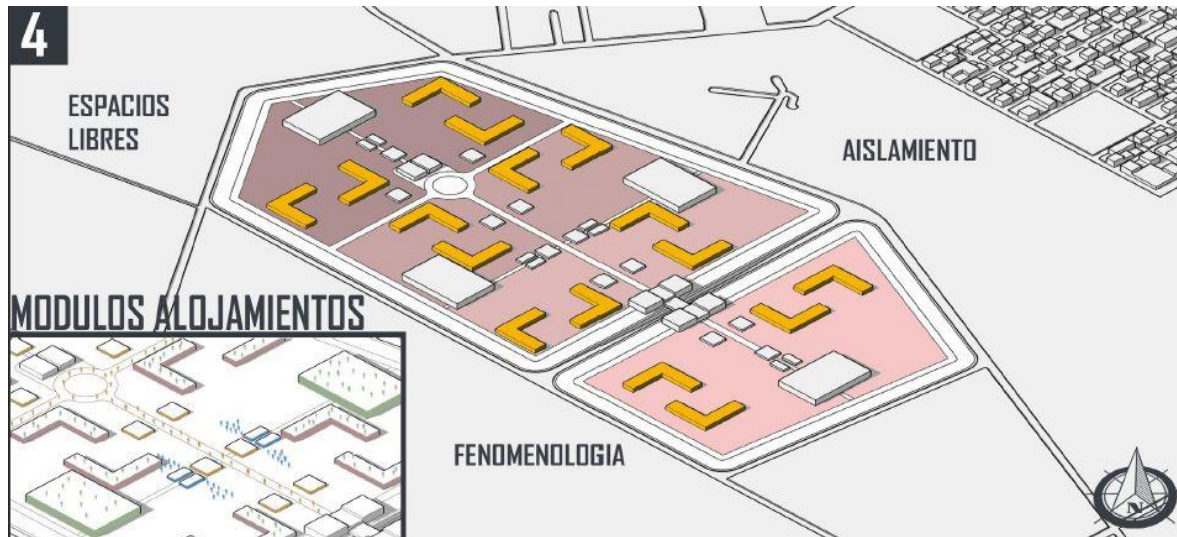 4
ESPACIOS
LIBRES
AISLAMIENTO
MODULOS ALOJAMIENTOS
FENOMENOLOGIA
N